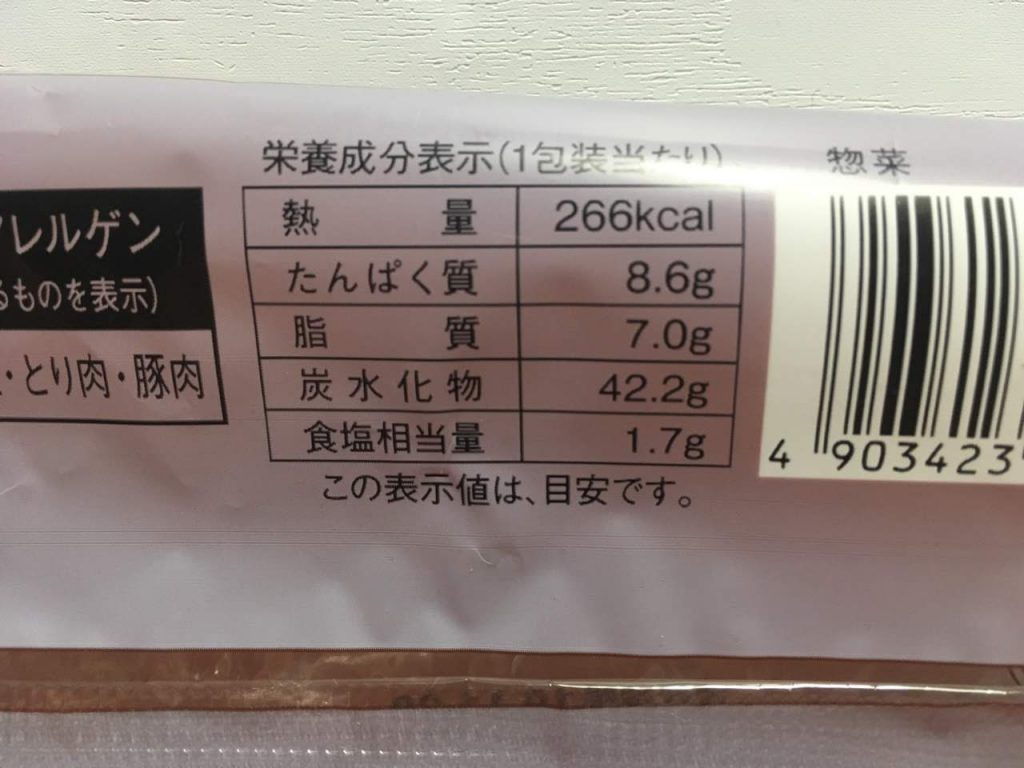 栄養成分表示(1包装当たり)
熱量 266kcal
たんぱく質 8.6g
脂質 7.0g
炭水化物 42.2g
食塩相当量 1.7g
この表示値は、目安です。
アレルゲン
るものを表示)
・とり肉・豚肉
惣菜
4 903423